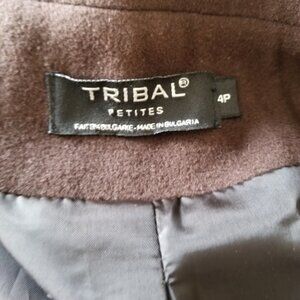 TRIBAL®
PETITES
FAIT EN BULGARIE - MADE IN BULGARIA
4P